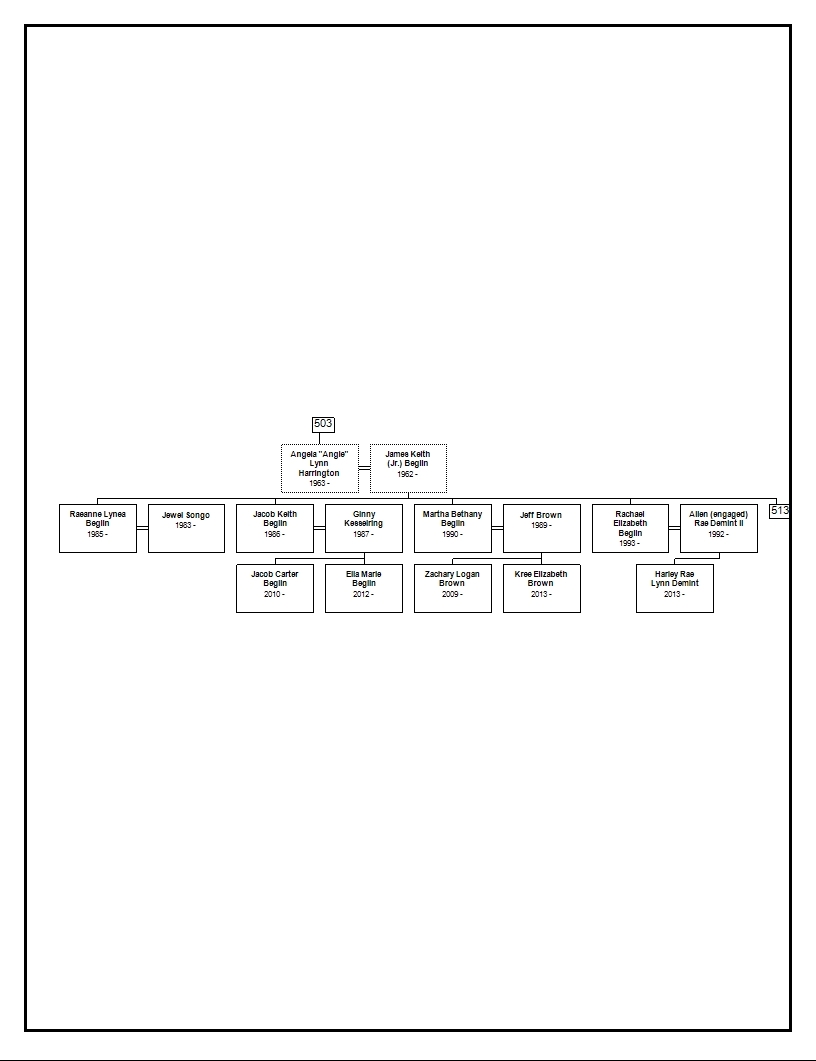 503
Angela "Angie"
Lynn
Harrington
1963 -
James Keith
(Jr.) Beglin
1962 -
513
Raeanne Lynea
Beglin
1985 -
Jewel Songo
1983 -
Jacob Keith
Beglin
1986 -
Ginny
Kesselring
1987 -
Martha Bethany
Beglin
1990 -
Jeff Brown
1989 -
Rachael
Elizabeth
Beglin
1993 -
Allen (engaged)
Rae Demint II
1992 -
Jacob Carter
Beglin
2010 -
Ella Marie
Beglin
2012 -
Zachary Logan
Brown
2009 -
Kree Elizabeth
Brown
2013 -
Harley Rae
Lynn Demint
2013 -